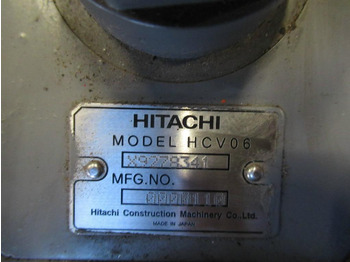 HITACHI
MODEL HCV06
X9278341
MFG.NO.
Hitachi Construction Machinery Co.,Ltd.
MADE IN JAPAN